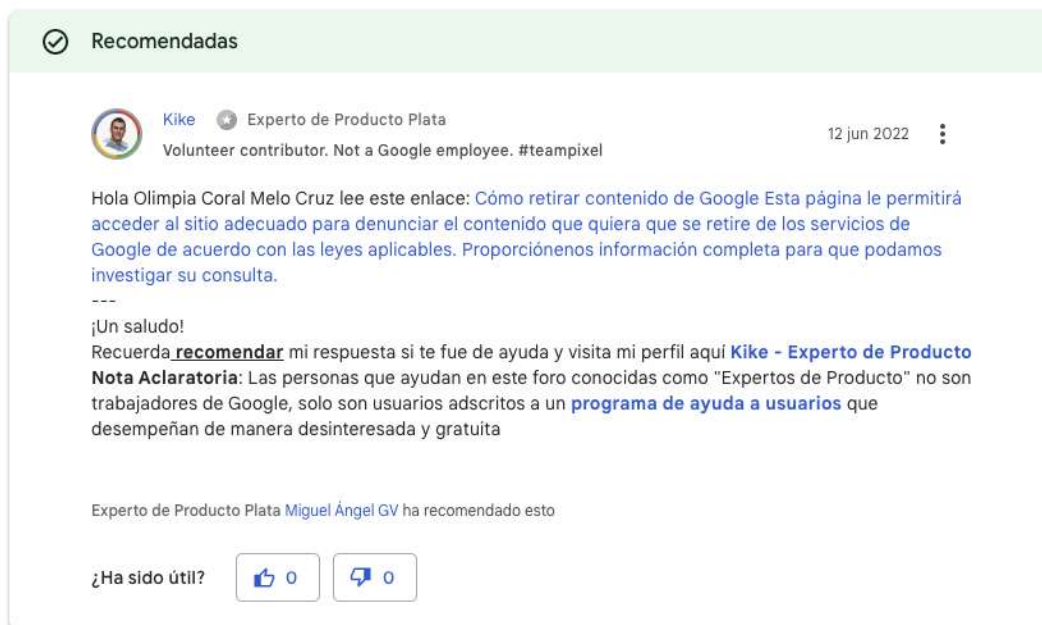 Recomendadas
Kike Experto de Producto Plata
Volunteer contributor. Not a Google employee. #teampixel
12 jun 2022
Hola Olimpia Coral Melo Cruz lee este enlace: Cómo retirar contenido de Google Esta página le permitirá
acceder al sitio adecuado para denunciar el contenido que quiera que se retire de los servicios de
Google de acuerdo con las leyes aplicables. Proporciónenos información completa para que podamos
investigar su consulta.
---
¡Un saludo!
Recuerda recomendar mi respuesta si te fue de ayuda y visita mi perfil aquí Kike - Experto de Producto
Nota Aclaratoria: Las personas que ayudan en este foro conocidas como "Expertos de Producto" no son
trabajadores de Google, solo son usuarios adscritos a un programa de ayuda a usuarios que
desempeñan de manera desinteresada y gratuita
Experto de Producto Plata Miguel Ángel GV ha recomendado esto
¿Ha sido útil? 0 0